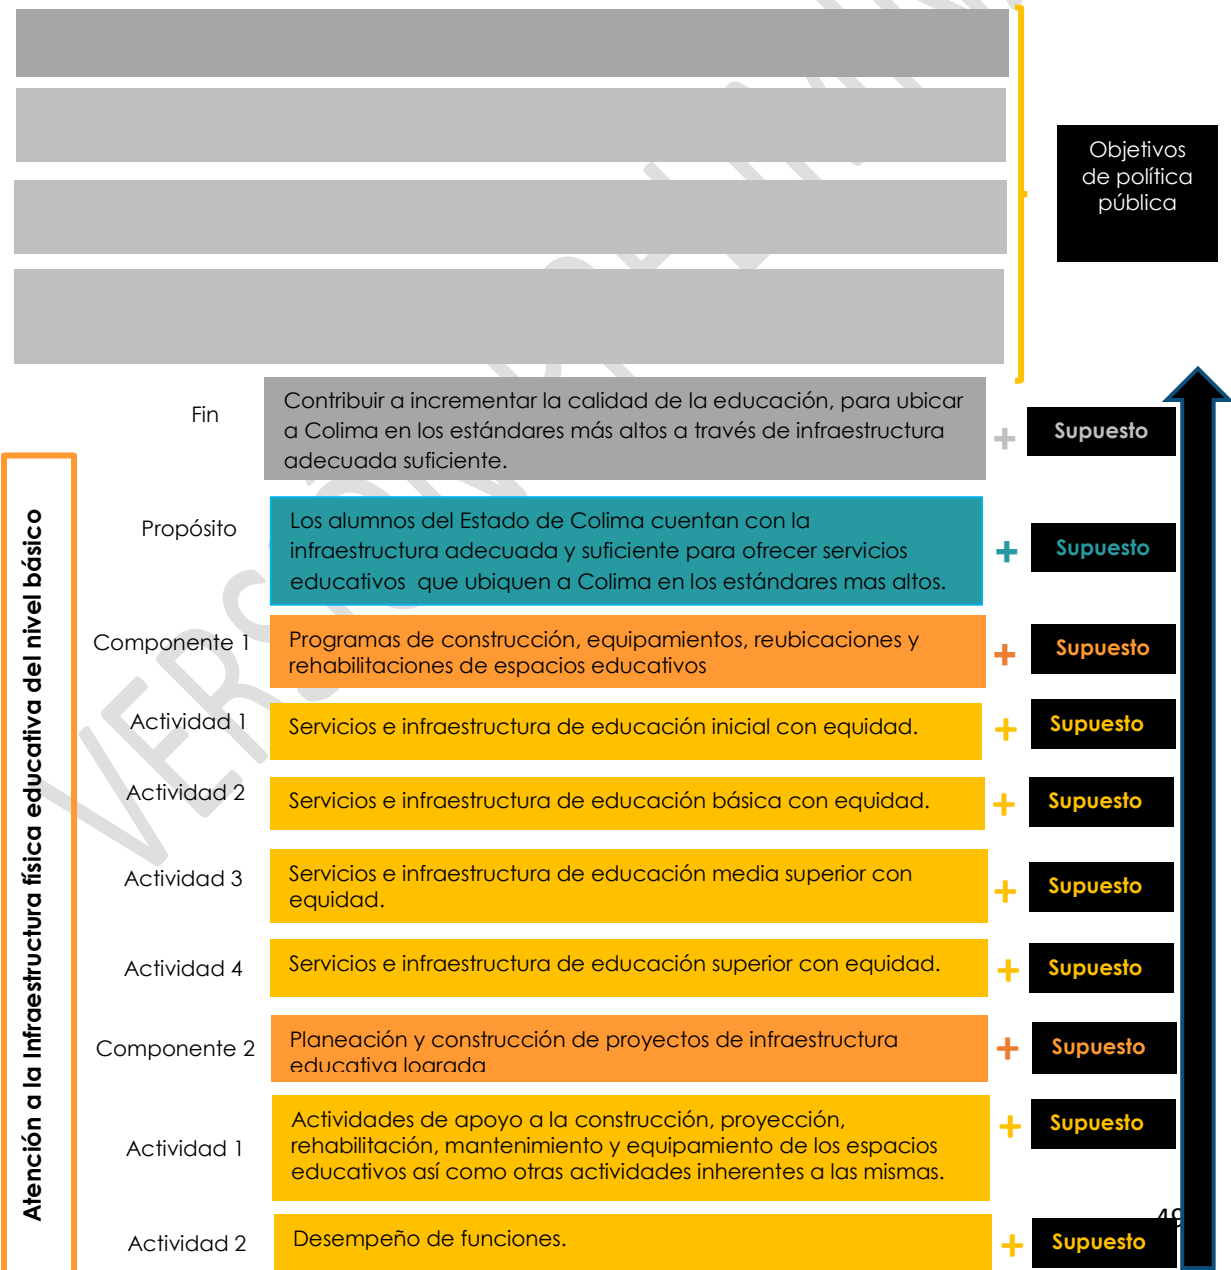 Objetivos
de política
pública
Fin
Contribuir a incrementar la calidad de la educación, para ubicar
a Colima en los estándares más altos a través de infraestructura
adecuada suficiente.
+
Supuesto
Atención a la Infraestructura física educativa del nivel básico
Propósito
Los alumnos del Estado de Colima cuentan con la
infraestructura adecuada y suficiente para ofrecer servicios
educativos que ubiquen a Colima en los estándares mas altos.
+
Supuesto
Componente 1
Programas de construcción, equipamientos, reubicaciones y
rehabilitaciones de espacios educativos
+
Supuesto
Actividad 1
Servicios e infraestructura de educación inicial con equidad.
+
Supuesto
Actividad 2
Servicios e infraestructura de educación básica con equidad.
+
Supuesto
Actividad 3
Servicios e infraestructura de educación media superior con
equidad.
+
Supuesto
Actividad 4
Servicios e infraestructura de educación superior con equidad.
+
Supuesto
Componente 2
Planeación y construcción de proyectos de infraestructura
educativa lograda
+
Supuesto
Actividad 1
Actividades de apoyo a la construcción, proyección,
rehabilitación, mantenimiento y equipamiento de los espacios
educativos así como otras actividades inherentes a las mismas.
+
Supuesto
Actividad 2
Desempeño de funciones.
+
Supuesto
VERSIÓN